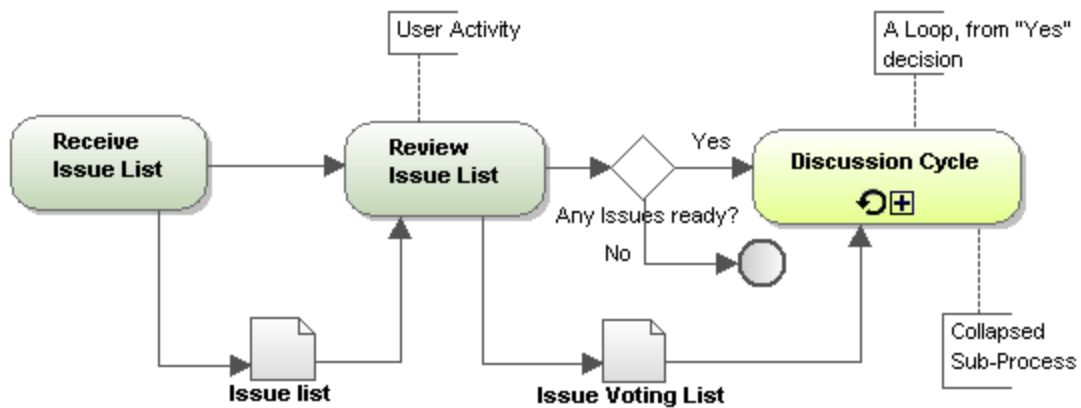 User Activity
A Loop, from "Yes"
decision
Receive
Issue List
Review
Issue List
Yes
Discussion Cycle
Any Issues ready?
No
Collapsed
Sub-Process
Issue list
Issue Voting List